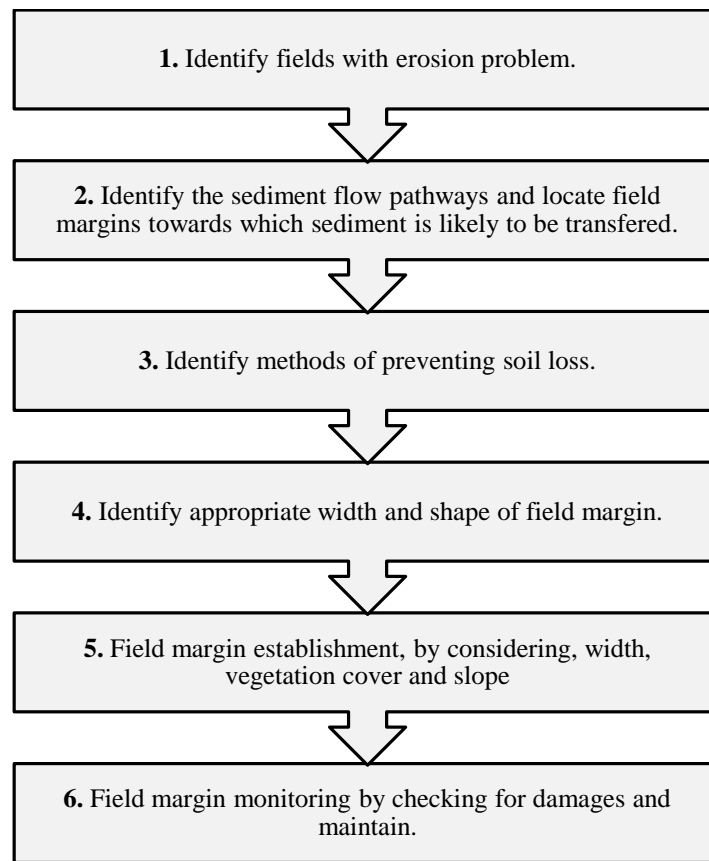 1. Identify fields with erosion problem.
2. Identify the sediment flow pathways and locate field
margins towards which sediment is likely to be transfered.
3. Identify methods of preventing soil loss.
4. Identify appropriate width and shape of field margin.
5. Field margin establishment, by considering, width,
vegetation cover and slope
6. Field margin monitoring by checking for damages and
maintain.